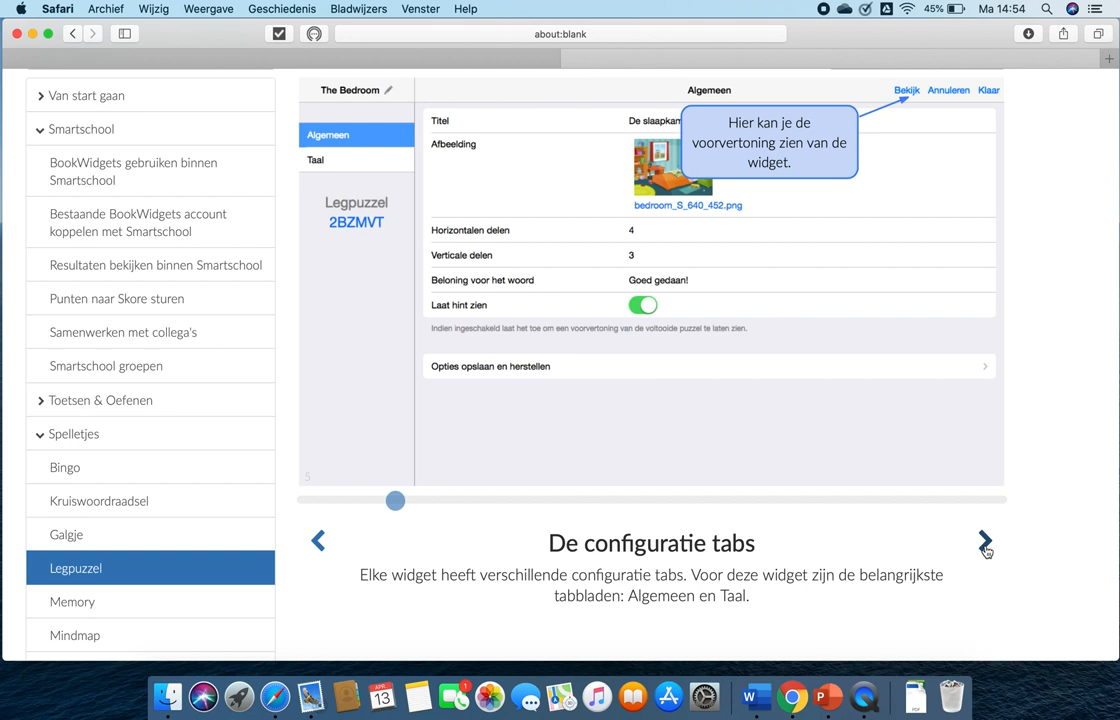 Safari Archief Wijzig Weergave Geschiedenis Bladwijzers Venster Help 45% Ma 14:54
about:blank
Van start gaan
Smartschool
BookWidgets gebruiken binnen
Smartschool
Bestaande BookWidgets account
koppelen met Smartschool
Resultaten bekijken binnen Smartschool
Punten naar Skore sturen
Samenwerken met collega's
Smartschool groepen
Toetsen & Oefenen
Spelletjes
Bingo
Kruiswoordraadsel
Galgje
Legpuzzel
Memory
Mindmap
The Bedroom
Algemeen
Bekijk Annuleren Klaar
Algemeen
Taal
Legpuzzel
2BZMVT
5
Titel De slaapkam
Afbeelding
bedroom_S_640_452.png
Hier kan je de
voorvertoning zien van de
widget.
Horizontalen delen 4
Verticale delen 3
Beloning voor het woord Goed gedaan!
Laat hint zien
Indien ingeschakeld laat het toe om een voorvertoning van de voltooide puzzel te laten zien.
Opties opslaan en herstellen
De configuratie tabs
Elke widget heeft verschillende configuratie tabs. Voor deze widget zijn de belangrijkste
tabbladen: Algemeen en Taal.
APR
13
1
W
P
PDF